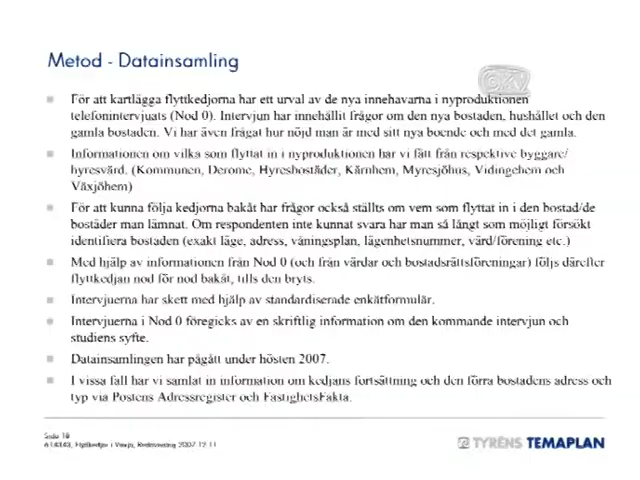 Metod - Datainsamling
För att kartlägga flyttkedjorna har ett urval av de nya innehavarna i nyproduktionen
telefonintervjuats (Nod 0). Intervjun har innehållit frågor om den nya bostaden, hushållet och den
gamla bostaden. Vi har även frågat hur nöjd man är med sitt nya boende och med det gamla.
Informationen om vilka som flyttat in i nyproduktionen har vi fått från respektive byggare/
hyresvärd. (Kommunen, Derome, Hyresbostäder, Kärnhem, Myresjöhus, Vidingehem och
Växjöhem)
För att kunna följa kedjorna bakåt har frågor också ställts om vem som flyttat in i den bostad/de
bostäder man lämnat. Om respondenten inte kunnat svara har man så långt som möjligt försökt
identifiera bostaden (exakt läge, adress, våningsplan, lägenhetsnummer, värd/förening etc.)
Med hjälp av informationen från Nod 0 (och från värdar och bostadsrättsföreningar) följs därefter
flyttkedjan nod för nod bakåt, tills den bryts.
Intervjuerna har skett med hjälp av standardiserade enkätformulär.
Intervjuerna i Nod 0 föregicks av en skriftlig information om den kommande intervjun och
studiens syfte.
Datainsamlingen har pågått under hösten 2007.
I vissa fall har vi samlat in information om kedjans fortsättning och den förra bostadens adress och
typ via Postens Adressregister och FastighetsFakta.
Sida 18
614343, Flyttkedjor i Växjö, Redovisning 2007-12-11
TYRÉNS TEMAPLAN